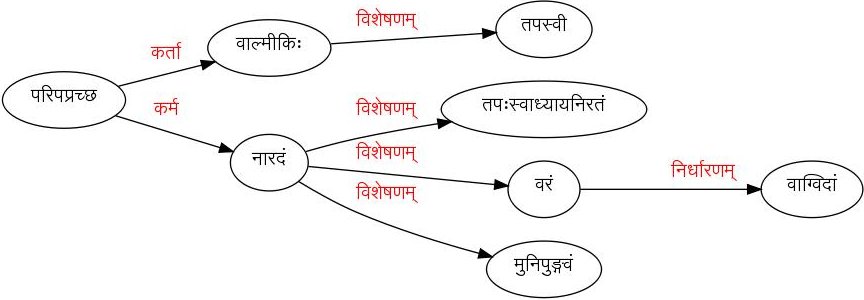 परिपप्रच्छ
कर्ता
वाल्मीकिः
विशेषणम्
तपस्वी
कर्म
नारदं
विशेषणम्
तपःस्वाध्यायनिरतं
विशेषणम्
वरं
निर्धारणम्
वाग्विदां
विशेषणम्
मुनिपुङ्गवं